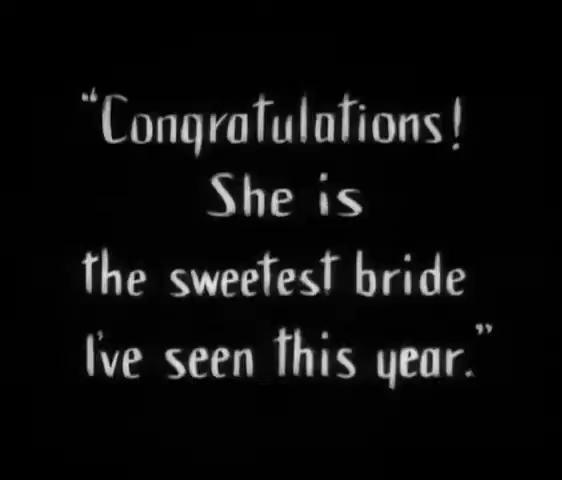 “Congratulations!
She is
the sweetest bride
I've seen this year.”